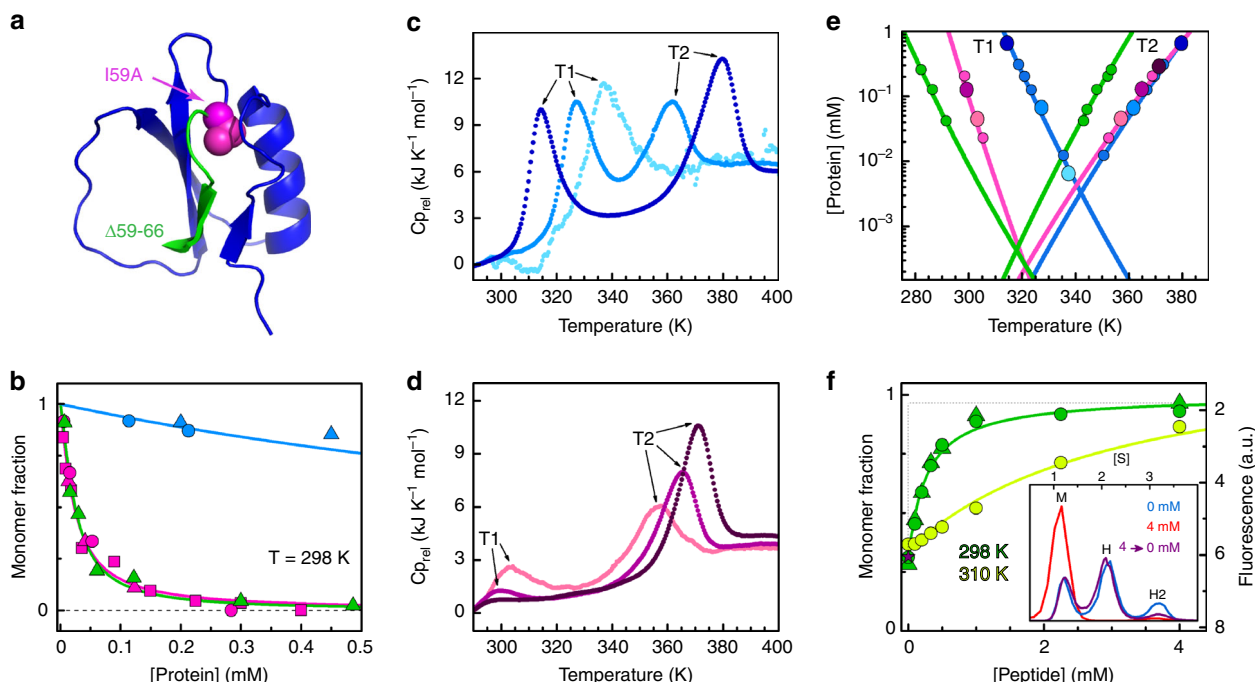 a
I59A
Δ59-66
b
Monomer fraction
1
0
T = 298 K
0
0.1
0.2
0.3
0.4
0.5
[Protein] (mM)
c
Cp_rel (kJ K⁻¹ mol⁻¹)
12
9
6
3
0
T1
T2
300
320
340
360
380
400
Temperature (K)
d
Cp_rel (kJ K⁻¹ mol⁻¹)
12
9
6
3
0
T1
T2
300
320
340
360
380
400
Temperature (K)
e
[Protein] (mM)
1
10⁻¹
10⁻²
10⁻³
T1
T2
280
300
320
340
360
380
Temperature (K)
f
Monomer fraction
1
0
298 K
310 K
[S]
1
2
3
M
H
H2
0 mM
4 mM
4 → 0 mM
Fluorescence (a.u.)
2
4
6
8
0
2
4
[Peptide] (mM)